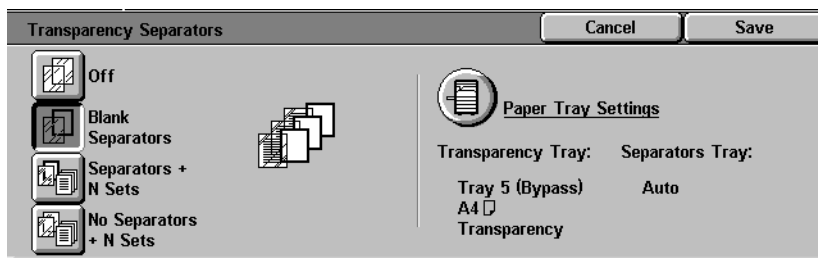 Transparency Separators
Cancel
Save
Off
Blank
Separators
Separators +
N Sets
No Separators
+ N Sets
Paper Tray Settings
Transparency Tray:
Separators Tray:
Tray 5 (Bypass)
Auto
A4
Transparency